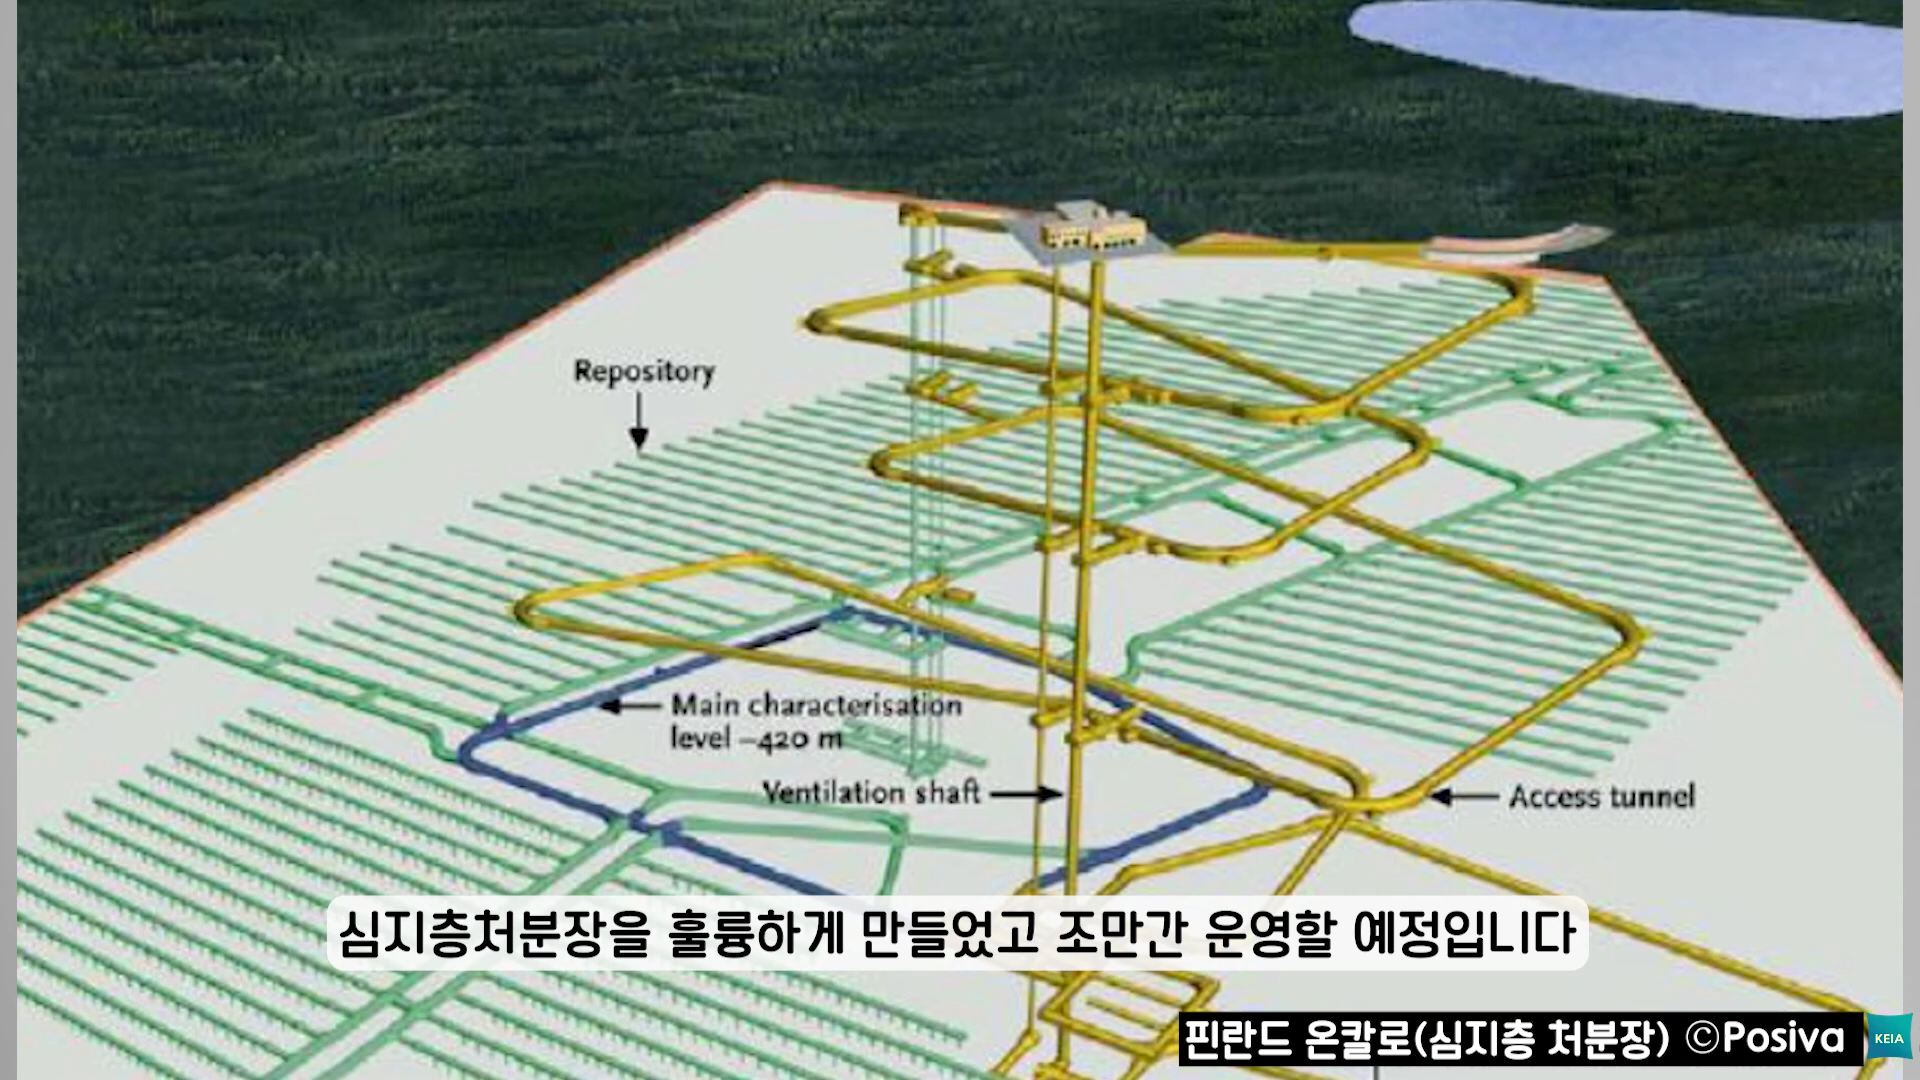 Repository
Main characterisation
level –420 m
Ventilation shaft
Access tunnel
심지층처분장을 훌륭하게 만들었고 조만간 운영할 예정입니다
핀란드 온칼로(심지층 처분장) ©Posiva
KEIA